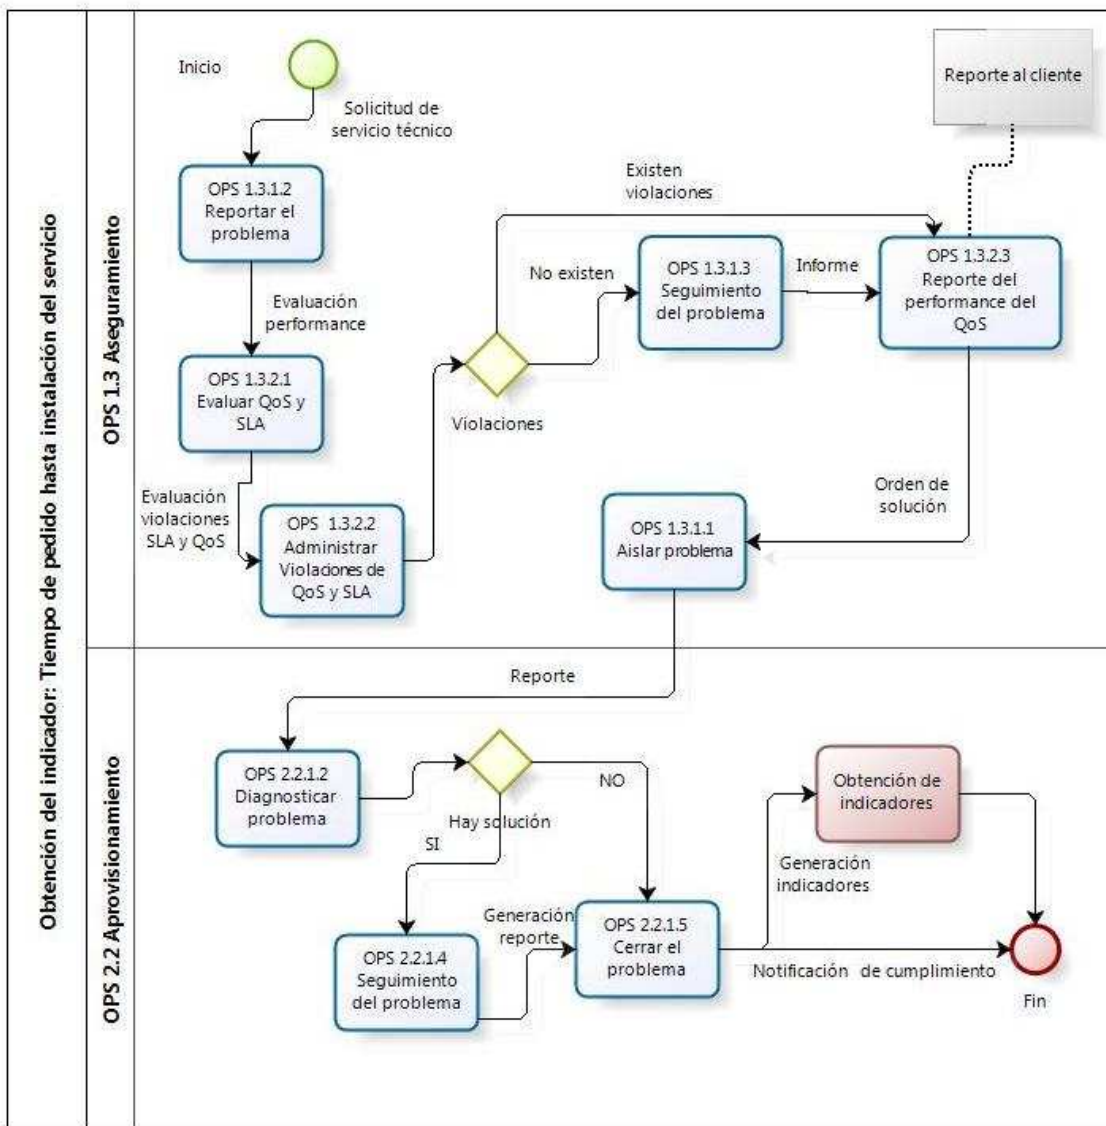 Obtención del indicador: Tiempo de pedido hasta instalación del servicio
OPS 1.3 Aseguramiento
Inicio
Solicitud de
servicio técnico
Reporte al cliente
OPS 1.3.1.2
Reportar el
problema
Existen
violaciones
Evaluación
performance
No existen
OPS 1.3.1.3
Seguimiento
del problema
Informe
OPS 1.3.2.3
Reporte del
performance del
QoS
OPS 1.3.2.1
Evaluar QoS y
SLA
Violaciones
Evaluación
violaciones
SLA y QoS
OPS 1.3.2.2
Administrar
Violaciones de
QoS y SLA
Orden de
solución
OPS 1.3.1.1
Aislar problema
OPS 2.2 Aprovisionamiento
Reporte
OPS 2.2.1.2
Diagnosticar
problema
Hay solución
NO
SI
Obtención de
indicadores
Generación
indicadores
OPS 2.2.1.4
Seguimiento
del problema
Generación
reporte
OPS 2.2.1.5
Cerrar el
problema
Notificación de cumplimiento
Fin